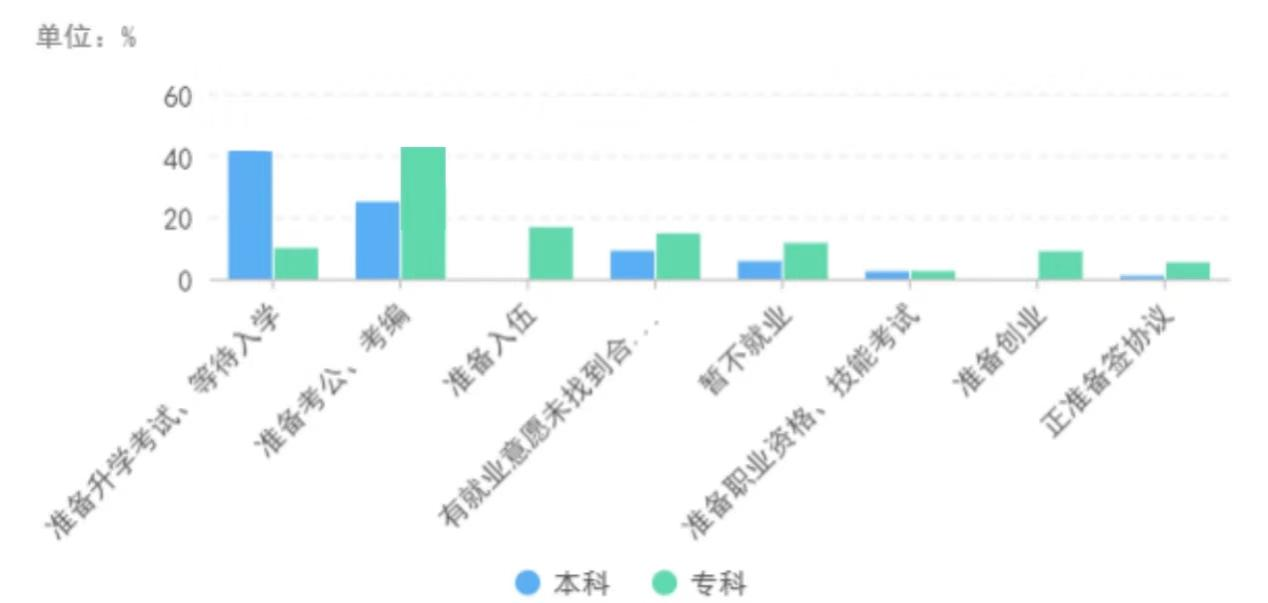 单位：%
60
40
20
0
准备升学考试、等待入学
准备考公、考编
准备入伍
有就业意愿未找到合...
暂不就业
准备职业资格、技能考试
准备创业
正准备签协议
本科 专科